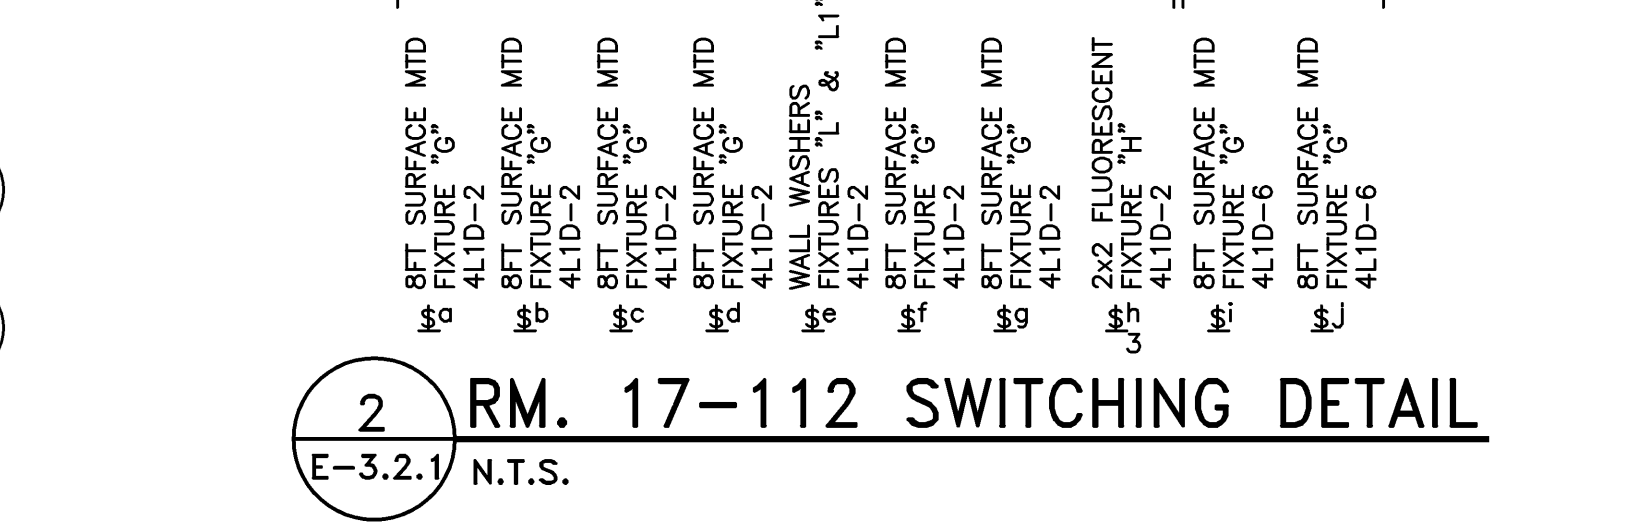 8FT SURFACE MTD
FIXTURE "G"
4L1D-2
8FT SURFACE MTD
FIXTURE "G"
4L1D-2
8FT SURFACE MTD
FIXTURE "G"
4L1D-2
8FT SURFACE MTD
FIXTURE "G"
4L1D-2
WALL WASHERS
FIXTURES "L" & "L1"
4L1D-2
8FT SURFACE MTD
FIXTURE "G"
4L1D-2
8FT SURFACE MTD
FIXTURE "G"
4L1D-2
2x2 FLUORESCENT
FIXTURE "H"
4L1D-2
8FT SURFACE MTD
FIXTURE "G"
4L1D-6
8FT SURFACE MTD
FIXTURE "G"
4L1D-6
$a $b $c $d $e $f $g $h $i $j
3
2
RM. 17-112 SWITCHING DETAIL
E-3.2.1
N.T.S.